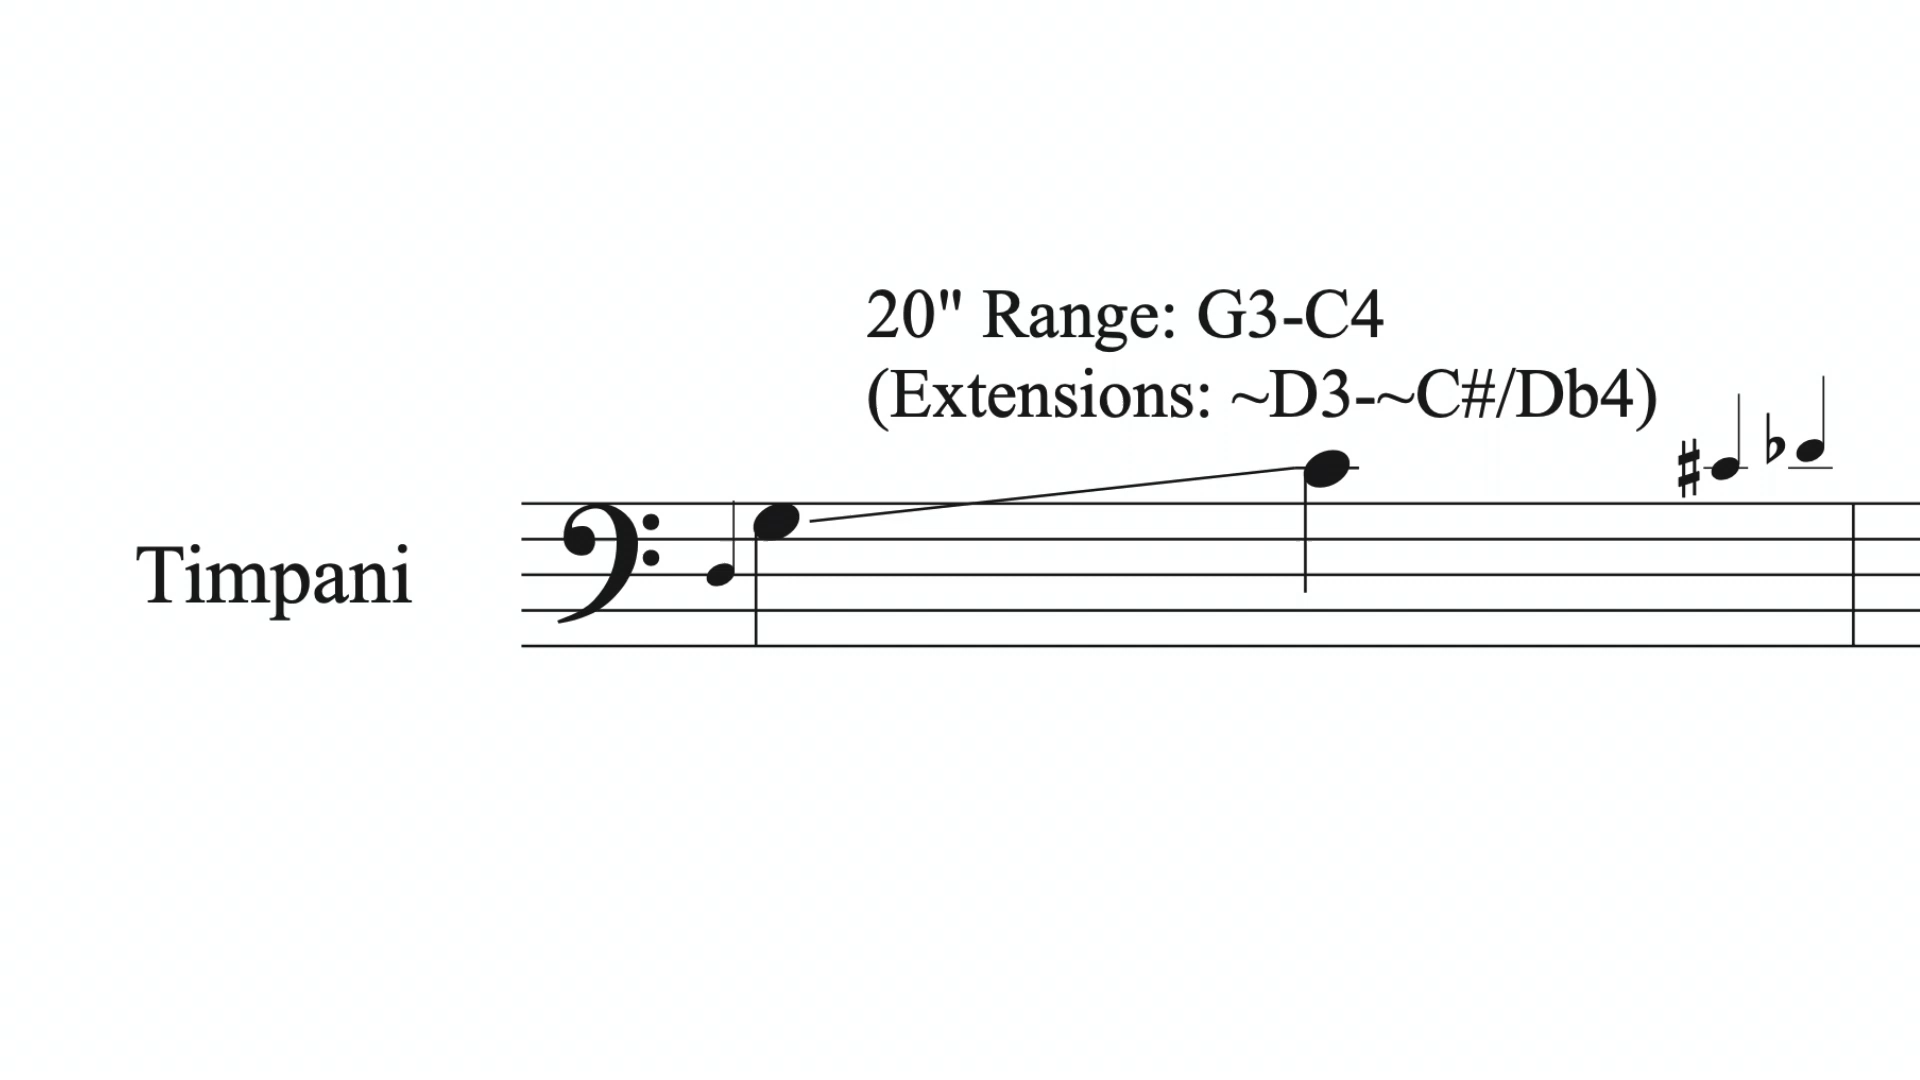 20" Range: G3-C4
(Extensions: ~D3-~C#/Db4)
Timpani